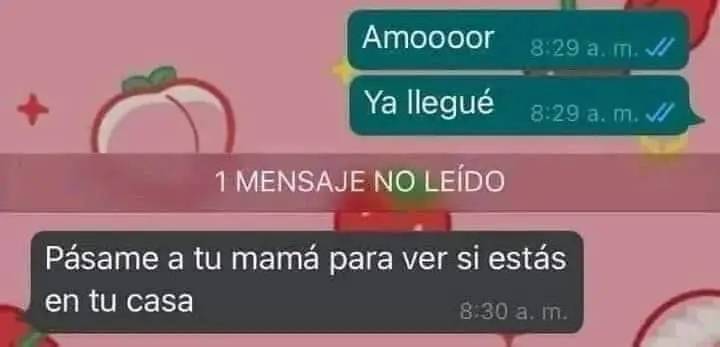 Amoooor
8:29 a. m.
Ya llegué
8:29 a. m.
1 MENSAJE NO LEÍDO
Pásame a tu mamá para ver si estás
en tu casa
8:30 a. m.